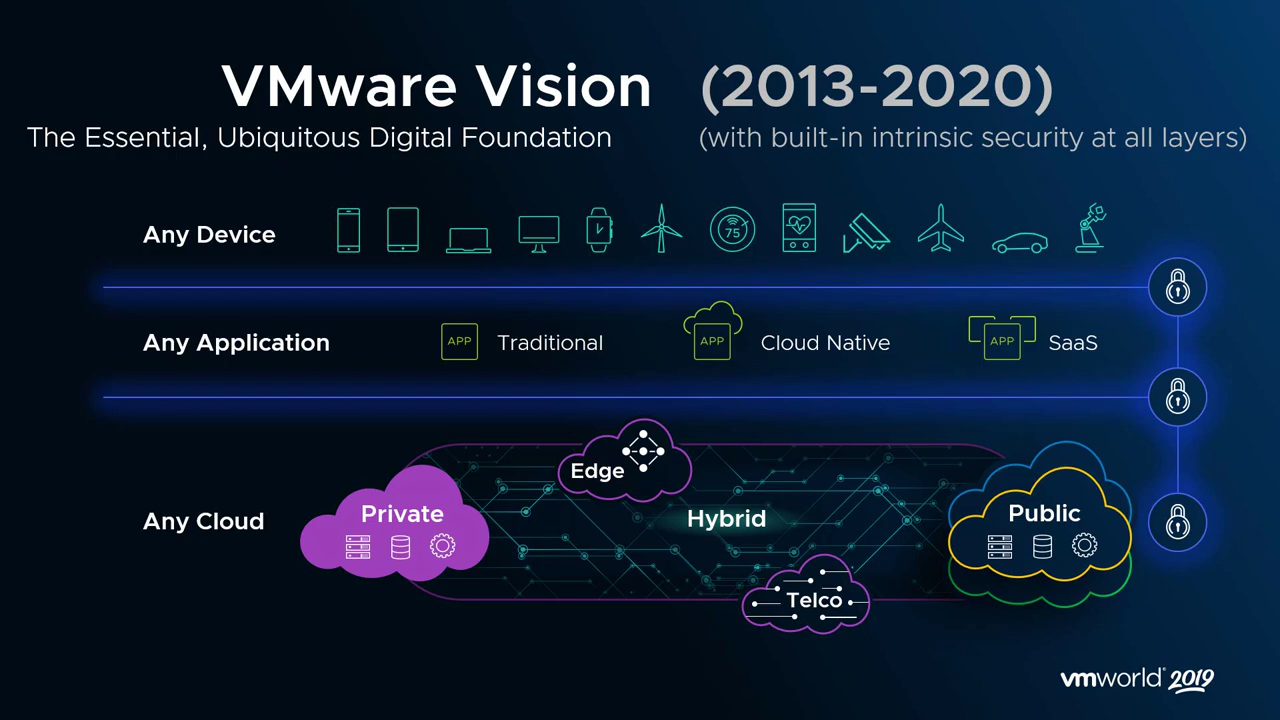 VMware Vision (2013-2020)
The Essential, Ubiquitous Digital Foundation (with built-in intrinsic security at all layers)
Any Device
75
Any Application
APP Traditional
APP Cloud Native
APP SaaS
Any Cloud
Private
Edge
Hybrid
Telco
Public
vmworld 2019